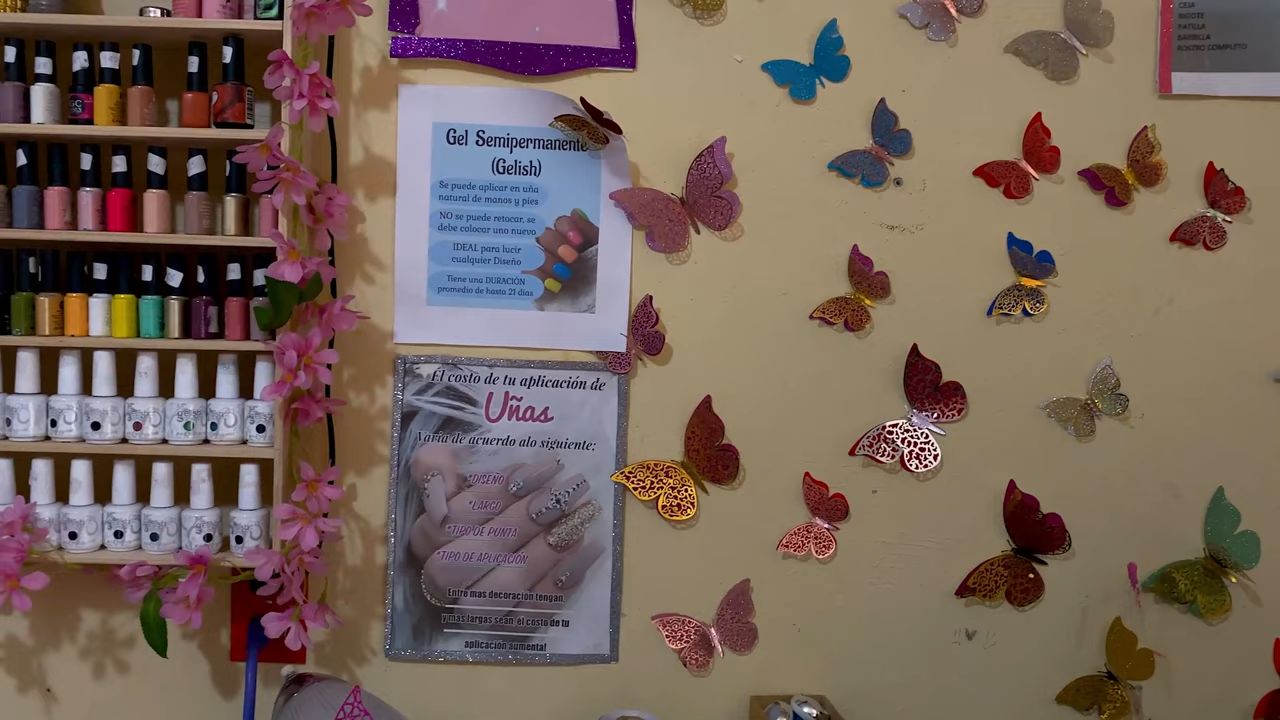 Gel Semipermanente
(Gelish)
Se puede aplicar en uña
natural de manos y pies
NO se puede retocar, se
debe colocar uno nuevo
IDEAL para lucir
cualquier Diseño
Tiene una DURACIÓN
promedio de hasta 21 días
El costo de tu aplicación de
Uñas
Varia de acuerdo alo siguiente;
*DISEÑO
*LARGO
*TIPO DE PUNTA
*TIPO DE APLICACIÓN
Entre mas decoración tengan,
y mas largas sean, el costo de tu
aplicación aumenta!
CEJA
BIGOTE
PATILLA
BARBILLA
ROSTRO COMPLETO